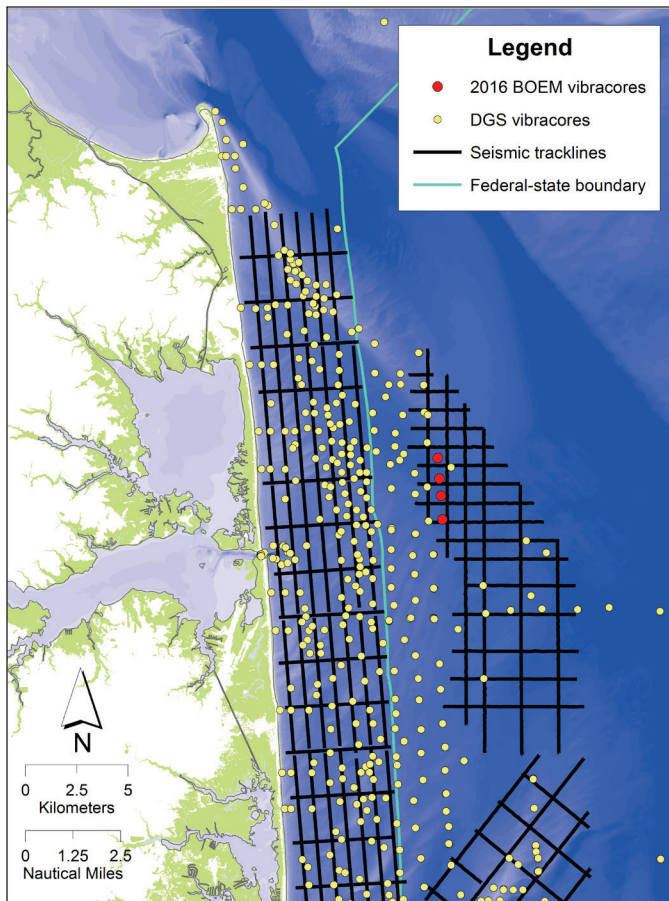 Legend
2016 BOEM vibracores
DGS vibracores
Seismic tracklines
Federal-state boundary
N
0 2.5 5
Kilometers
0 1.25 2.5
Nautical Miles